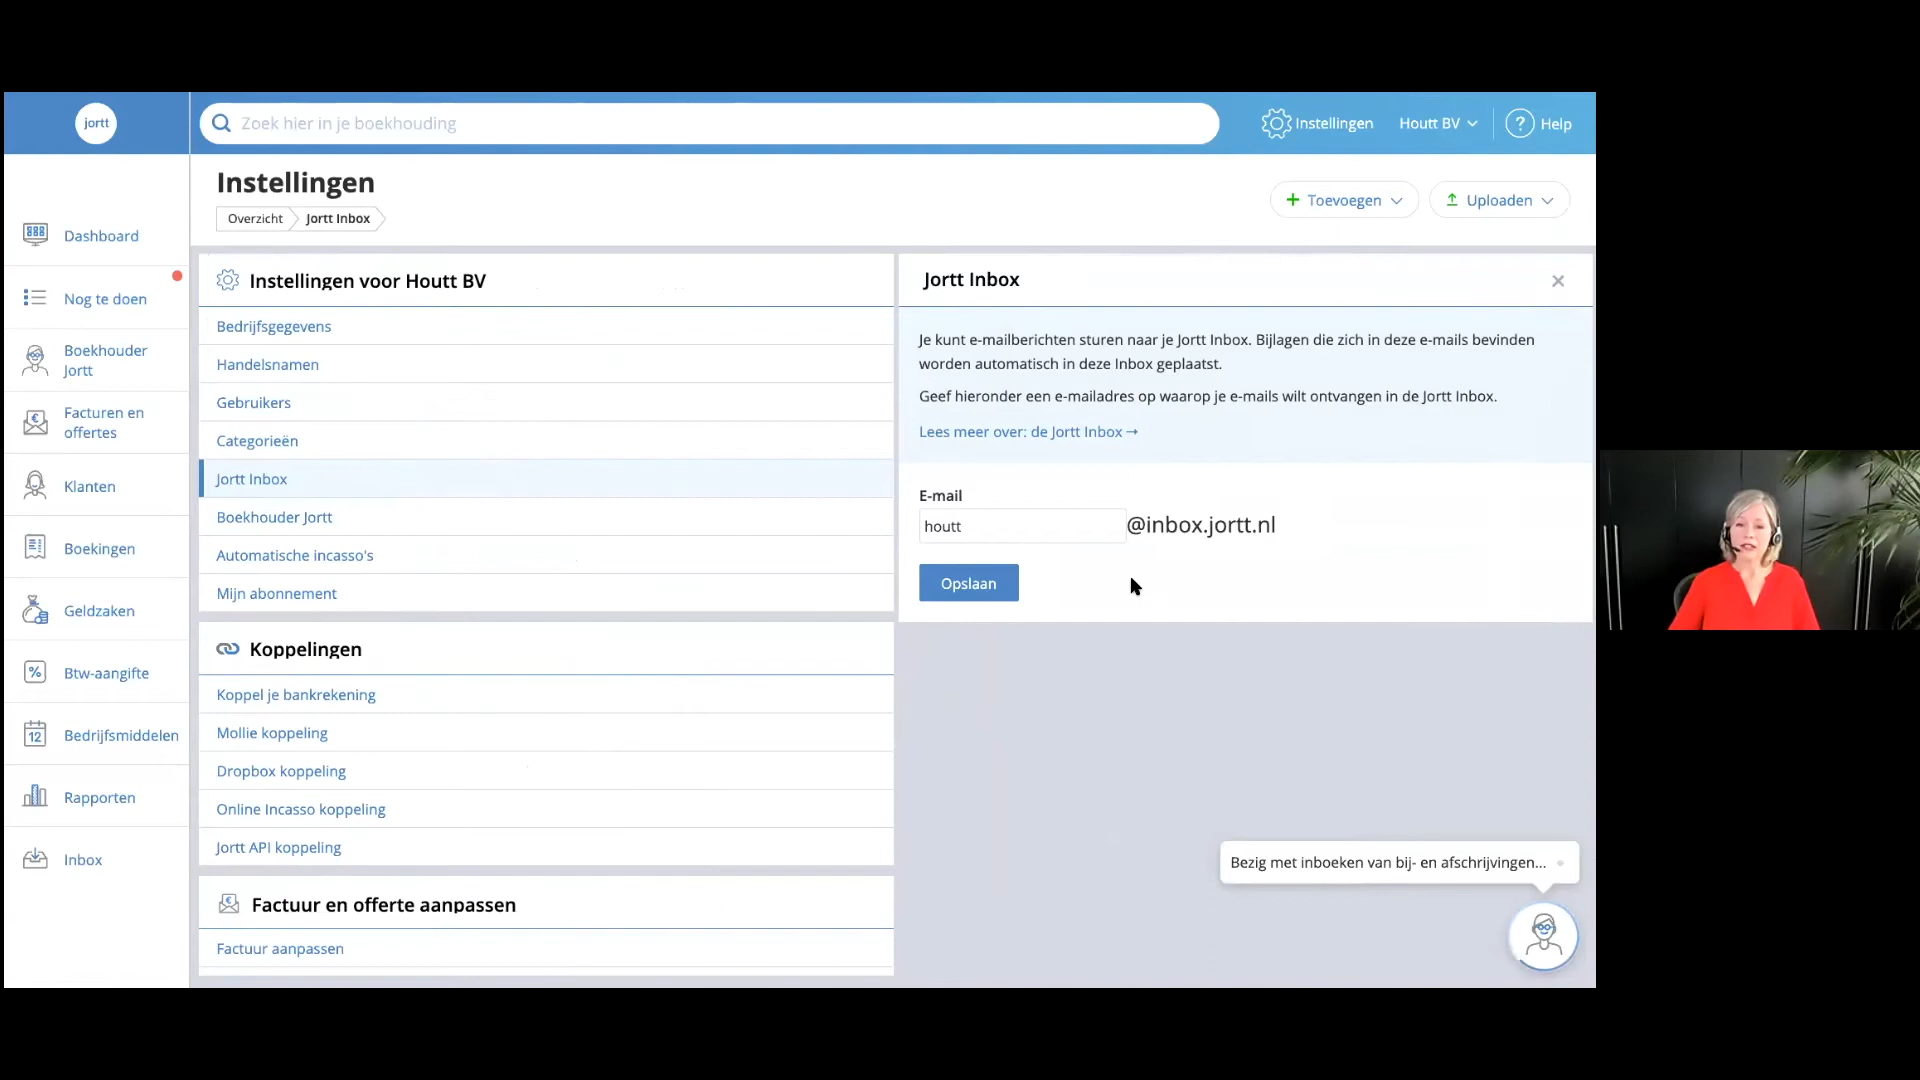 jortt
Zoek hier in je boekhouding
Instellingen
Houtt BV
? Help
Instellingen
Overzicht
Jortt Inbox
+ Toevoegen
Uploaden
Dashboard
Nog te doen
Boekhouder
Jortt
Facturen en
offertes
Klanten
Boekingen
Geldzaken
% Btw-aangifte
12 Bedrijfsmiddelen
Rapporten
Inbox
Instellingen voor Houtt BV
Bedrijfsgegevens
Handelsnamen
Gebruikers
Categorieën
Jortt Inbox
Boekhouder Jortt
Automatische incasso's
Mijn abonnement
Koppelingen
Koppel je bankrekening
Mollie koppeling
Dropbox koppeling
Online Incasso koppeling
Jortt API koppeling
€ Factuur en offerte aanpassen
Factuur aanpassen
Jortt Inbox
Je kunt e-mailberichten sturen naar je Jortt Inbox. Bijlagen die zich in deze e-mails bevinden
worden automatisch in deze Inbox geplaatst.
Geef hieronder een e-mailadres op waarop je e-mails wilt ontvangen in de Jortt Inbox.
Lees meer over: de Jortt Inbox →
E-mail
houtt @inbox.jortt.nl
Opslaan
Bezig met inboeken van bij- en afschrijvingen...